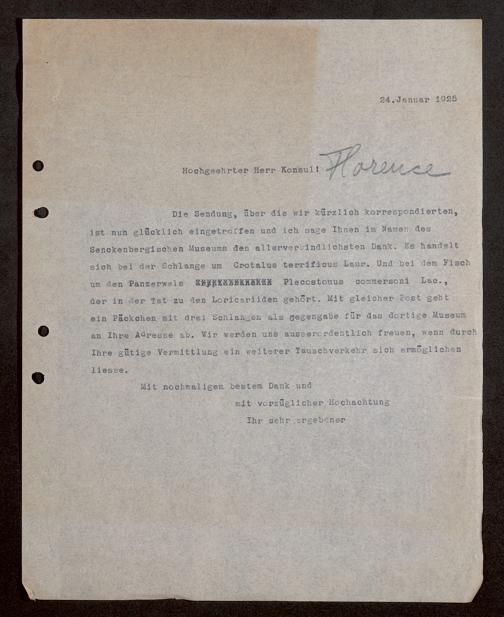 24.Januar 1925
Hochgeehrter Herr Konsul!
Florence
Die Sendung, über die wir kürzlich korrespondierten,
ist nun glücklich eingetroffen und ich sage Ihnen im Namen des
Senckenbergischen Museums den allerverbindlichsten Dank. Es handelt
sich bei der Schlange um Crotalus terrificus Laur. Und bei dem Fisch
um den Panzerwels Plecostomus commersoni Lac.,
der in der Tat zu den Loricariiden gehört. Mit gleicher Post geht
ein Päckchen mit drei Schlangen als gegengabe für das dortige Museum
an Ihre Adresse ab. Wir werden uns ausserordentlich freuen, wenn durch
Ihre gütige Vermittlung ein weiterer Tauschverkehr sich ermöglichen
liesse.
Mit nochmaligen bestem Dank und
mit vorzüglicher Hochachtung
Ihr sehr ergebener